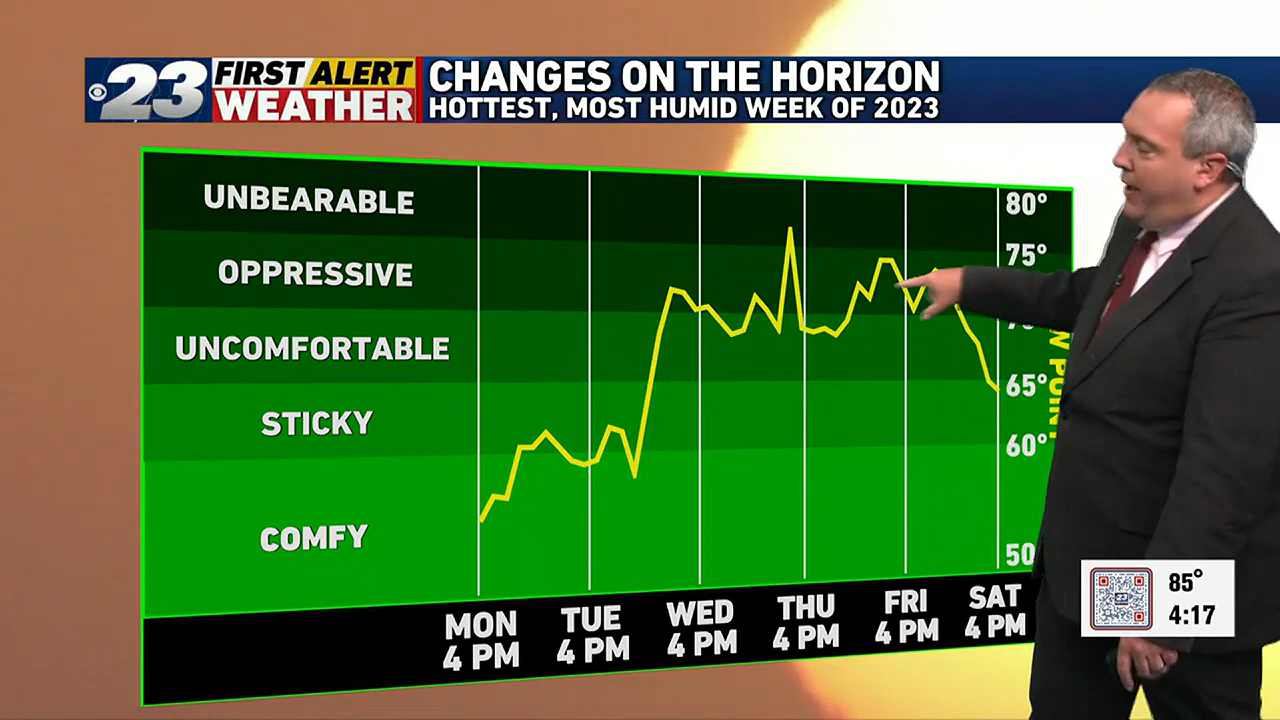 23
FIRST ALERT
WEATHER
CHANGES ON THE HORIZON
HOTTEST, MOST HUMID WEEK OF 2023
UNBEARABLE
OPPRESSIVE
UNCOMFORTABLE
STICKY
COMFY
80°
75°
65°
60°
50
POINT
MON
4 PM
TUE
4 PM
WED
4 PM
THU
4 PM
FRI
4 PM
SAT
4 PM
85°
4:17